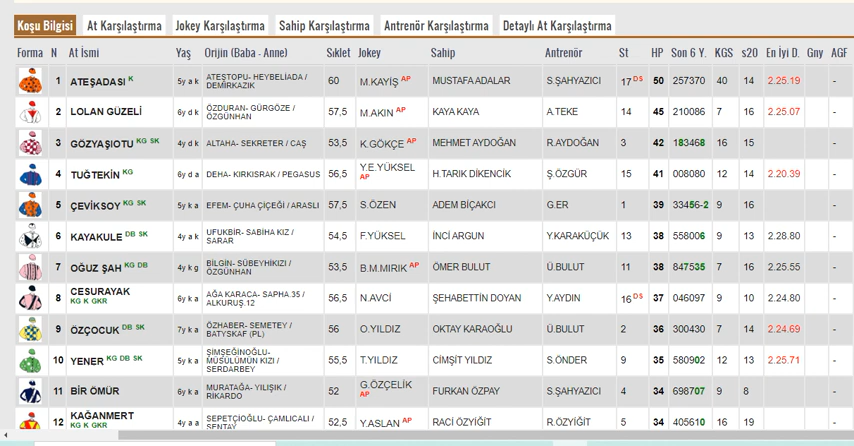 Koşu Bilgisi At Karşılaştırma Jokey Karşılaştırma Sahip Karşılaştırma Antrenör Karşılaştırma Detaylı At Karşılaştırma
Forma N At İsmi Yaş Orijin (Baba - Anne) Sıklet Jokey Sahip Antrenör St HP Son 6 Y. KGS s20 En İyi D. Gny AGF
1 ATEŞADASI K 5y a k ATEŞTOPU- HEYBELİADA / DEMİRKAZIK 60 M.KAYİŞ AP MUSTAFA ADALAR S.ŞAHYAZICI 17 DS 50 257370 40 14 2.25.19 -
2 LOLAN GÜZELİ 6y d k ÖZDURAN- GÜRGÖZE / ÖZGÜNHAN 57,5 M.AKIN AP KAYA KAYA A.TEKE 14 45 210086 7 16 2.25.07 -
3 GÖZYAŞIOTU KG SK 4y d k ALTAHA- SEKRETER / CAŞ 53,5 K.GÖKÇE AP MEHMET AYDOĞAN R.AYDOĞAN 3 42 183468 16 15 -
4 TUĞTEKİN KG 6y d a DEHA- KIRKISRAK / PEGASUS 56,5 Y.E.YÜKSEL AP H.TARIK DİKENCİK Ş.ÖZGÜR 15 41 008080 12 14 2.20.39 -
5 ÇEVİKSOY KG SK 5y k a EFEM- ÇUHA ÇİÇEĞİ / ARASLI 57,5 S.ÖZEN ADEM BİÇAKCI G.ER 1 39 33456-2 9 16 -
6 KAYAKULE DB SK 4y a k UFUKBİR- SABİHA KIZ / SARAR 54,5 F.YÜKSEL İNCİ ARGUN Y.KARAKÜÇÜK 13 38 558006 9 13 2.28.80 -
7 OĞUZ ŞAH KG DB 4y k g BİLGİN- SÜBEYHİKIZI / ÖZGÜNHAN 53,5 B.M.MIRIK AP ÖMER BULUT Ü.BULUT 11 38 847535 7 16 2.25.55 -
8 CESURAYAK KG K GKR 6y k a AĞA KARACA- SAPHA.35 / ALKURUŞ.12 56,5 N.AVCİ ŞEHABETTİN DOYAN Y.AYDIN 16 DS 37 046097 9 10 2.24.80 -
9 ÖZÇOCUK DB SK 7y k a ÖZHABER- SEMETEY / BATYSKAF (PL) 56 O.YILDIZ OKTAY KARAOĞLU Ü.BULUT 2 36 300430 7 14 2.24.69 -
10 YENER KG DB SK 5y k a ŞİMŞEĞİNOĞLU- MÜSÜLÜMÜN KIZI / SERDARBEY 55,5 T.YILDIZ CİMŞİT YILDIZ S.ÖNDER 9 35 580902 12 13 2.25.71 -
11 BİR ÖMÜR 6y k a MURATAĞA- YILIŞIK / RİKARDO 52 G.ÖZÇELİK AP FURKAN ÖZPAY S.ŞAHYAZICI 4 34 698707 9 8 -
12 KAĞANMERT KG K GKR 4y a a SEPETÇİOĞLU- ÇAMLICALI / SENTAY 52,5 Y.ASLAN AP RACİ ÖZYİĞİT R.ÖZYİĞİT 5 34 405610 16 19 -